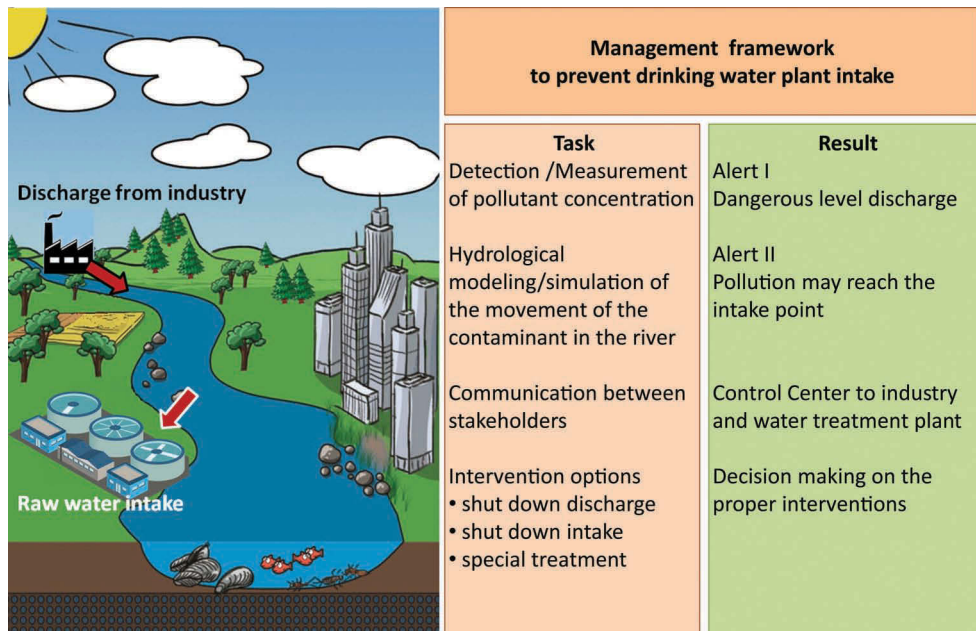 Management framework
to prevent drinking water plant intake
Discharge from industry
Raw water intake
Task
Detection /Measurement
of pollutant concentration
Hydrological
modeling/simulation of
the movement of the
contaminant in the river
Communication between
stakeholders
Intervention options
• shut down discharge
• shut down intake
• special treatment
Result
Alert I
Dangerous level discharge
Alert II
Pollution may reach the
intake point
Control Center to industry
and water treatment plant
Decision making on the
proper interventions